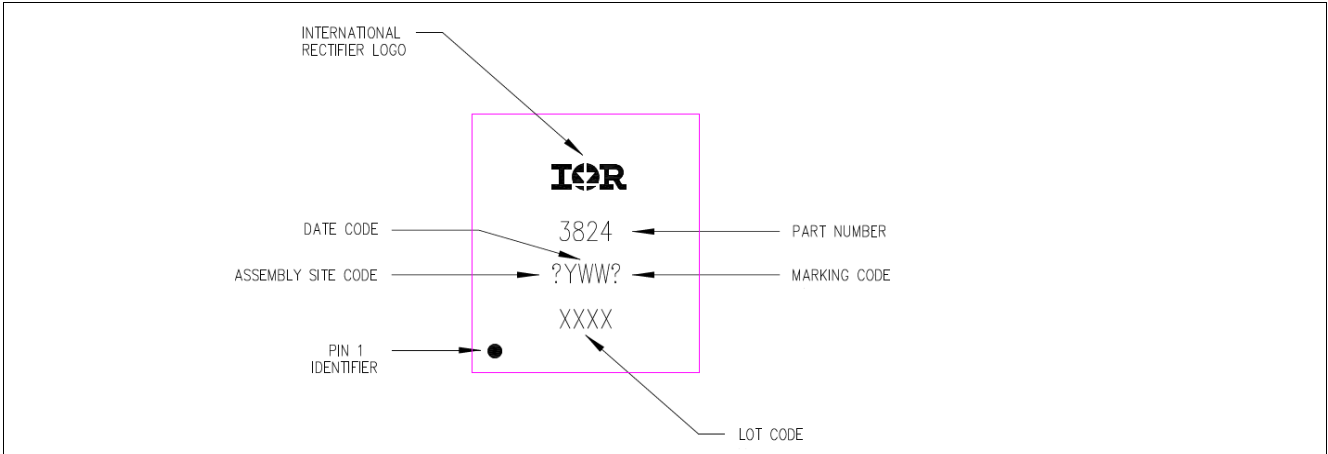 INTERNATIONAL
RECTIFIER LOGO
IOR
DATE CODE
3824
PART NUMBER
ASSEMBLY SITE CODE
?YWW?
MARKING CODE
XXXX
PIN 1
IDENTIFIER
LOT CODE